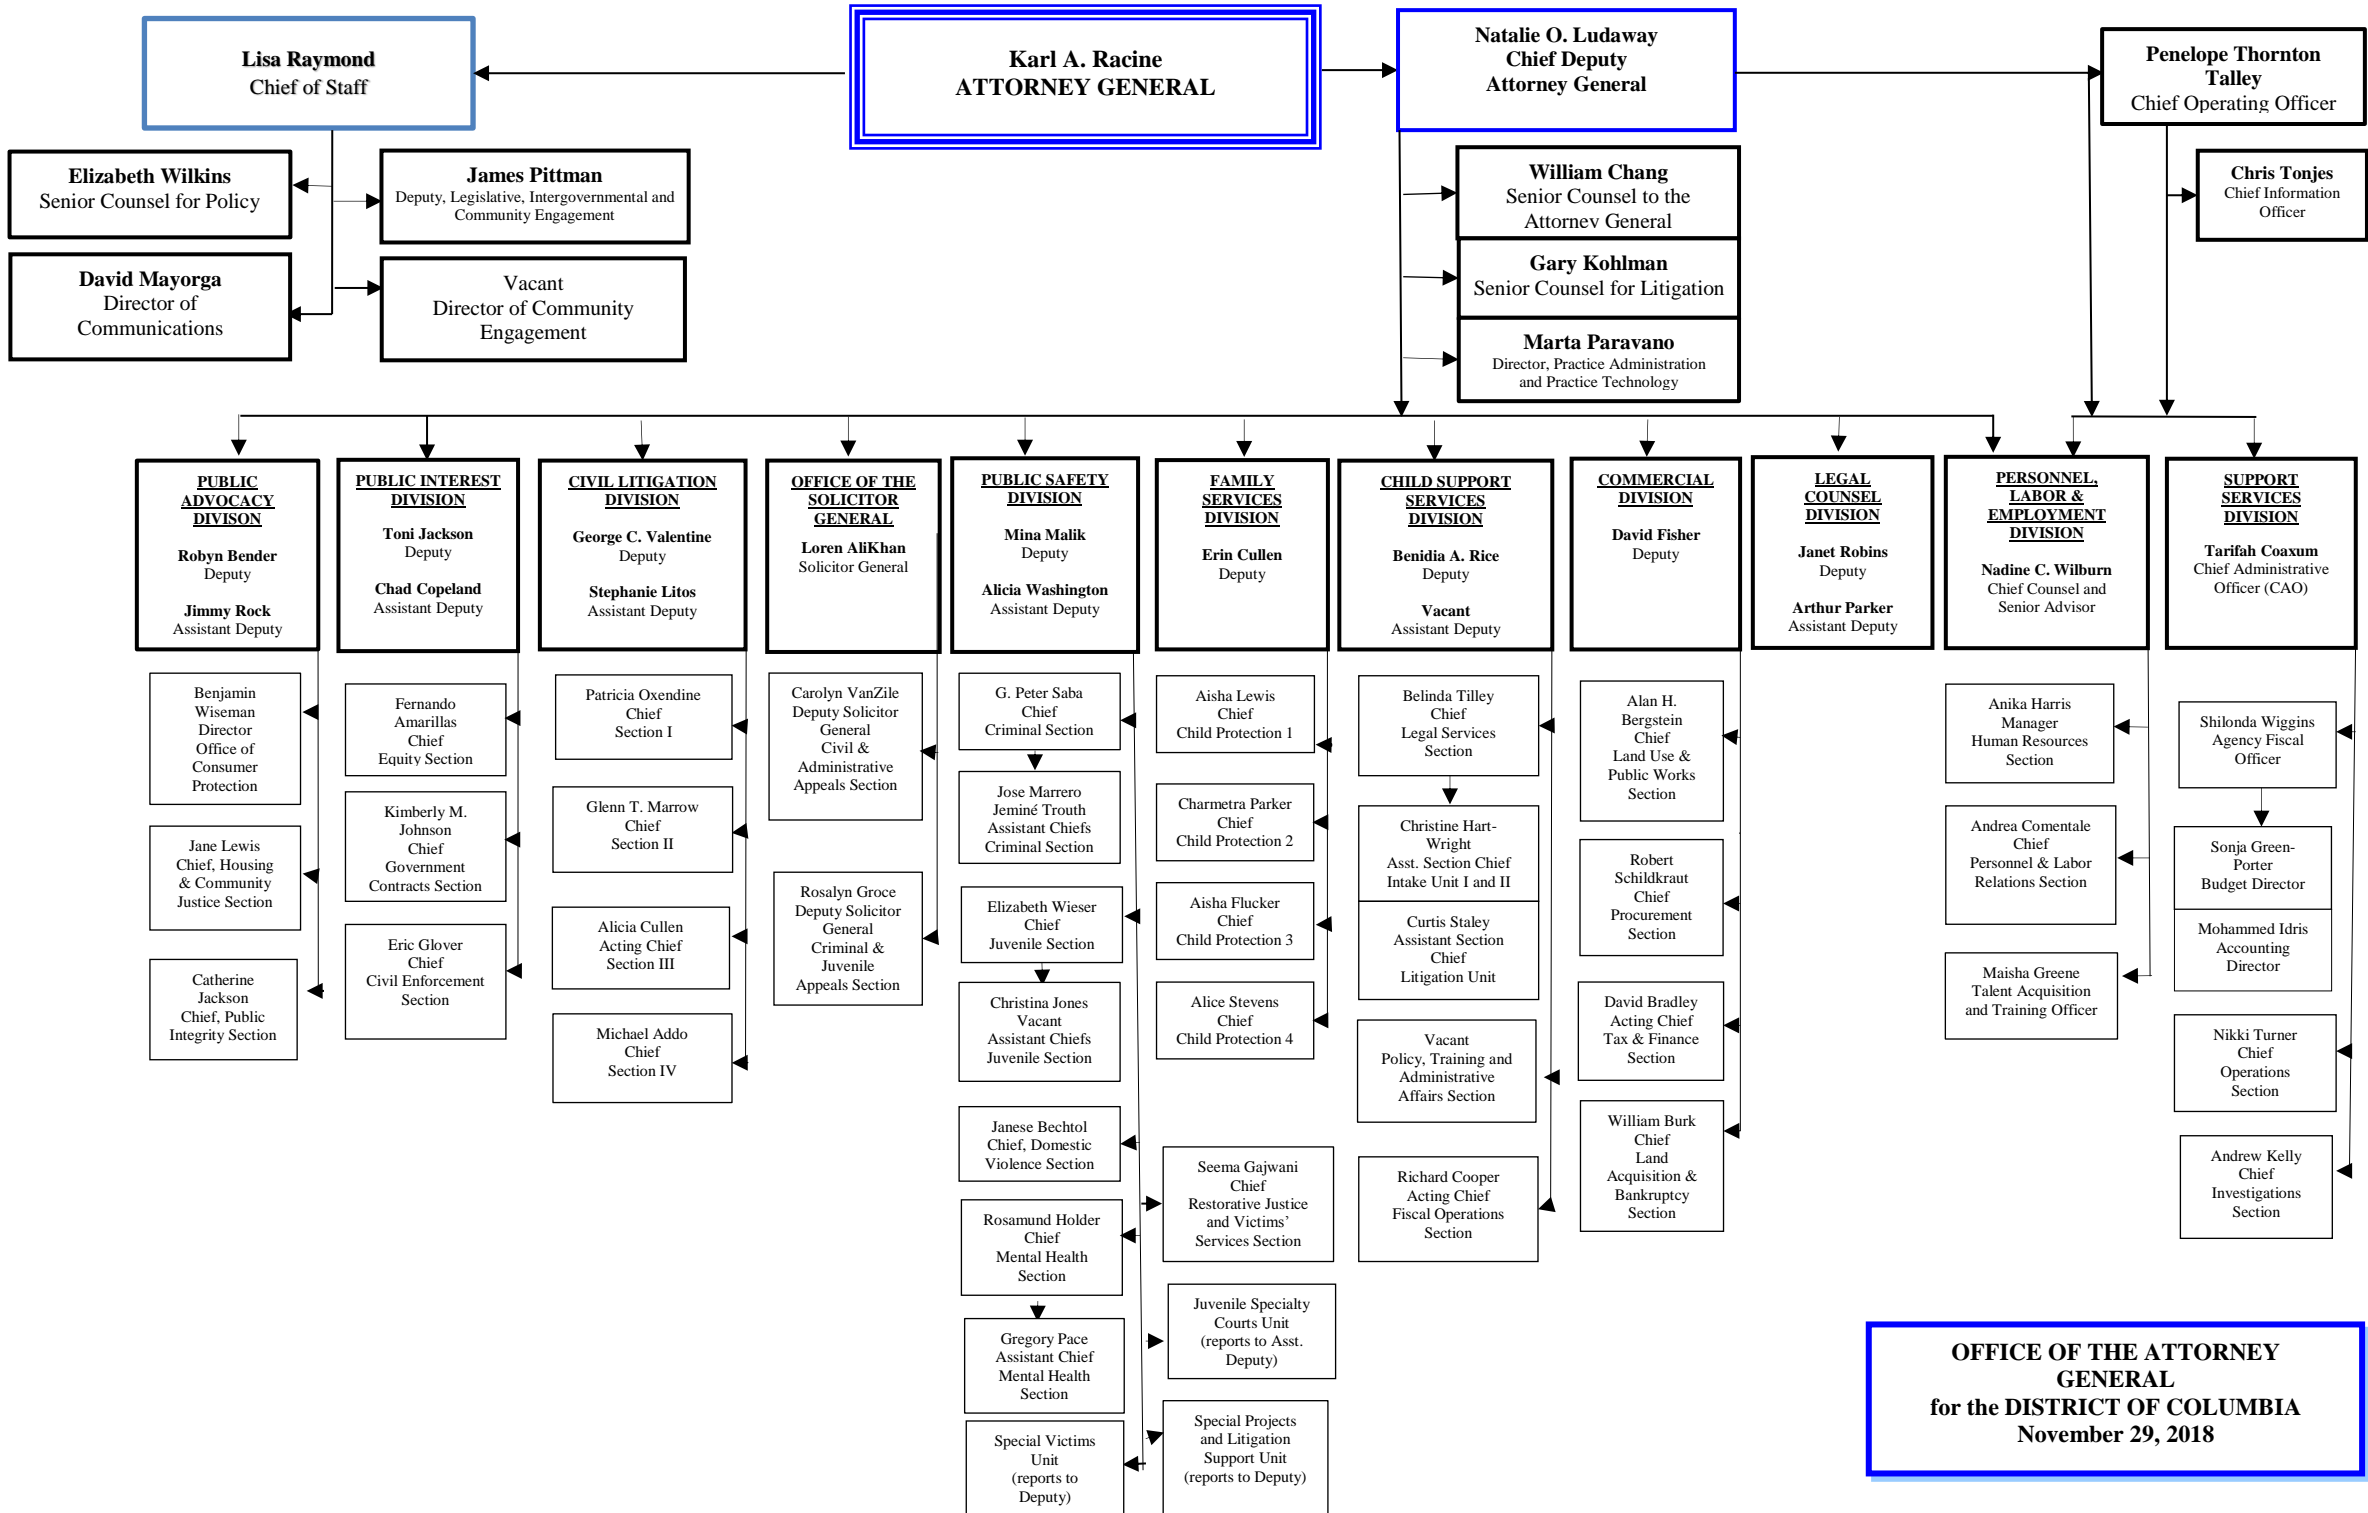 Lisa Raymond
Chief of Staff
Karl A. Racine
ATTORNEY GENERAL
Natalie O. Ludaway
Chief Deputy
Attorney General
Penelope Thornton
Talley
Chief Operating Officer
Elizabeth Wilkins
Senior Counsel for Policy
James Pittman
Deputy, Legislative, Intergovernmental and
Community Engagement
William Chang
Senior Counsel to the
Attorney General
Chris Tonjes
Chief Information
Officer
David Mayorga
Director of
Communications
Vacant
Director of Community
Engagement
Gary Kohlman
Senior Counsel for Litigation
Marta Paravano
Director, Practice Administration
and Practice Technology
PUBLIC
ADVOCACY
DIVISON
Robyn Bender
Deputy
Jimmy Rock
Assistant Deputy
PUBLIC INTEREST
DIVISION
Toni Jackson
Deputy
Chad Copeland
Assistant Deputy
CIVIL LITIGATION
DIVISION
George C. Valentine
Deputy
Stephanie Litos
Assistant Deputy
OFFICE OF THE
SOLICITOR
GENERAL
Loren AliKhan
Solicitor General
PUBLIC SAFETY
DIVISION
Mina Malik
Deputy
Alicia Washington
Assistant Deputy
FAMILY
SERVICES
DIVISION
Erin Cullen
Deputy
CHILD SUPPORT
SERVICES
DIVISION
Benidia A. Rice
Deputy
Vacant
Assistant Deputy
COMMERCIAL
DIVISION
David Fisher
Deputy
LEGAL
COUNSEL
DIVISION
Janet Robins
Deputy
Arthur Parker
Assistant Deputy
PERSONNEL,
LABOR &
EMPLOYMENT
DIVISION
Nadine C. Wilburn
Chief Counsel and
Senior Advisor
SUPPORT
SERVICES
DIVISION
Tarifah Coaxum
Chief Administrative
Officer (CAO)
Benjamin
Wiseman
Director
Office of
Consumer
Protection
Jane Lewis
Chief, Housing
& Community
Justice Section
Catherine
Jackson
Chief, Public
Integrity Section
Fernando
Amarillas
Chief
Equity Section
Kimberly M.
Johnson
Chief
Government
Contracts Section
Eric Glover
Chief
Civil Enforcement
Section
Patricia Oxendine
Chief
Section I
Glenn T. Marrow
Chief
Section II
Alicia Cullen
Acting Chief
Section III
Michael Addo
Chief
Section IV
Carolyn VanZile
Deputy Solicitor
General
Civil &
Administrative
Appeals Section
Rosalyn Groce
Deputy Solicitor
General
Criminal &
Juvenile
Appeals Section
G. Peter Saba
Chief
Criminal Section
Jose Marrero
Jeminé Trouth
Assistant Chiefs
Criminal Section
Elizabeth Wieser
Chief
Juvenile Section
Christina Jones
Vacant
Assistant Chiefs
Juvenile Section
Janese Bechtol
Chief, Domestic
Violence Section
Rosamund Holder
Chief
Mental Health
Section
Gregory Pace
Assistant Chief
Mental Health
Section
Special Victims
Unit
(reports to
Deputy)
Aisha Lewis
Chief
Child Protection 1
Charmetra Parker
Chief
Child Protection 2
Aisha Flucker
Chief
Child Protection 3
Alice Stevens
Chief
Child Protection 4
Seema Gajwani
Chief
Restorative Justice
and Victims’
Services Section
Juvenile Specialty
Courts Unit
(reports to Asst.
Deputy)
Special Projects
and Litigation
Support Unit
(reports to Deputy)
Belinda Tilley
Chief
Legal Services
Section
Christine Hart-
Wright
Asst. Section Chief
Intake Unit I and II
Curtis Staley
Assistant Section
Chief
Litigation Unit
Vacant
Policy, Training and
Administrative
Affairs Section
Richard Cooper
Acting Chief
Fiscal Operations
Section
Alan H.
Bergstein
Chief
Land Use &
Public Works
Section
Robert
Schildkraut
Chief
Procurement
Section
David Bradley
Acting Chief
Tax & Finance
Section
William Burk
Chief
Land
Acquisition &
Bankruptcy
Section
Anika Harris
Manager
Human Resources
Section
Andrea Comentale
Chief
Personnel & Labor
Relations Section
Maisha Greene
Talent Acquisition
and Training Officer
Shilonda Wiggins
Agency Fiscal
Officer
Sonja Green-
Porter
Budget Director
Mohammed Idris
Accounting
Director
Nikki Turner
Chief
Operations
Section
Andrew Kelly
Chief
Investigations
Section
OFFICE OF THE ATTORNEY
GENERAL
for the DISTRICT OF COLUMBIA
November 29, 2018